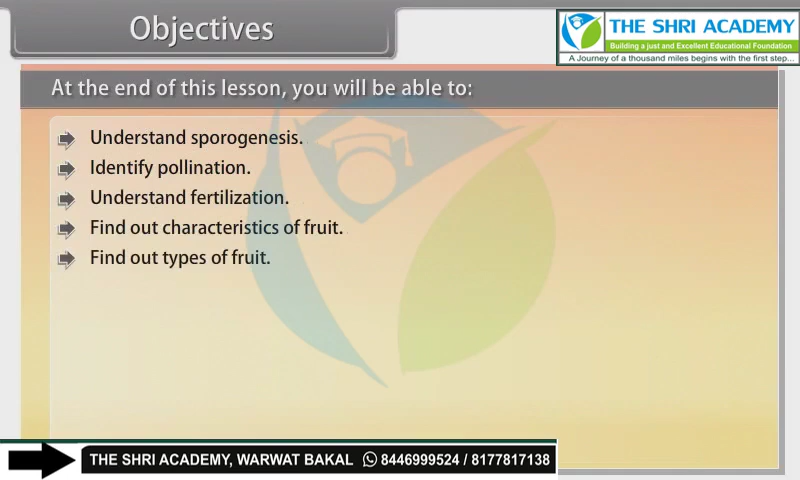 Objectives
THE SHRI ACADEMY
Building a just and Excellent Educational Foundation
A Journey of a thousand miles begins with the first step...
At the end of this lesson, you will be able to:
Understand sporogenesis.
Identify pollination.
Understand fertilization.
Find out characteristics of fruit.
Find out types of fruit.
THE SHRI ACADEMY, WARWAT BAKAL 8446999524 / 8177817138